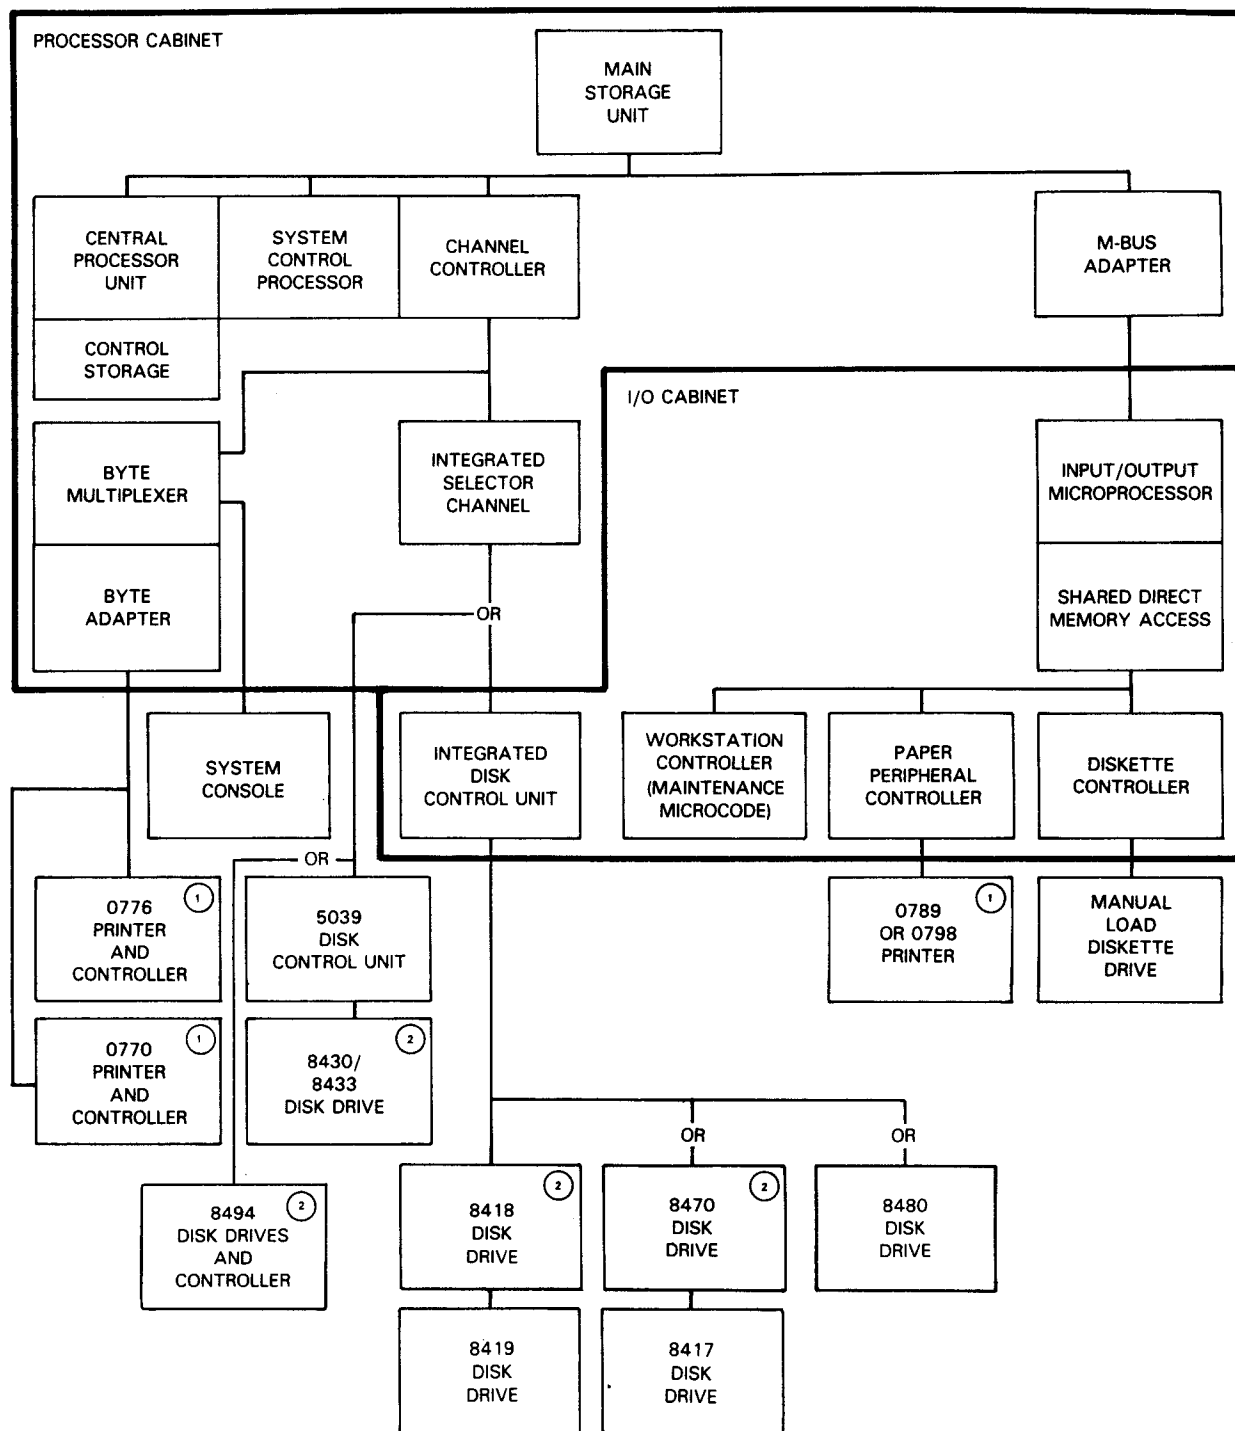 PROCESSOR CABINET
MAIN
STORAGE
UNIT
CENTRAL
PROCESSOR
UNIT
SYSTEM
CONTROL
PROCESSOR
CHANNEL
CONTROLLER
M-BUS
ADAPTER
CONTROL
STORAGE
I/O CABINET
BYTE
MULTIPLEXER
INTEGRATED
SELECTOR
CHANNEL
INPUT/OUTPUT
MICROPROCESSOR
BYTE
ADAPTER
OR
SHARED DIRECT
MEMORY ACCESS
SYSTEM
CONSOLE
INTEGRATED
DISK
CONTROL UNIT
WORKSTATION
CONTROLLER
(MAINTENANCE
MICROCODE)
PAPER
PERIPHERAL
CONTROLLER
DISKETTE
CONTROLLER
OR
0776
PRINTER
AND
CONTROLLER
1
5039
DISK
CONTROL UNIT
0789
OR 0798
PRINTER
1
MANUAL
LOAD
DISKETTE
DRIVE
0770
PRINTER
AND
CONTROLLER
1
8430/
8433
DISK DRIVE
2
OR
OR
8494
DISK DRIVES
AND
CONTROLLER
2
8418
DISK
DRIVE
2
8470
DISK
DRIVE
2
8480
DISK
DRIVE
8419
DISK
DRIVE
8417
DISK
DRIVE